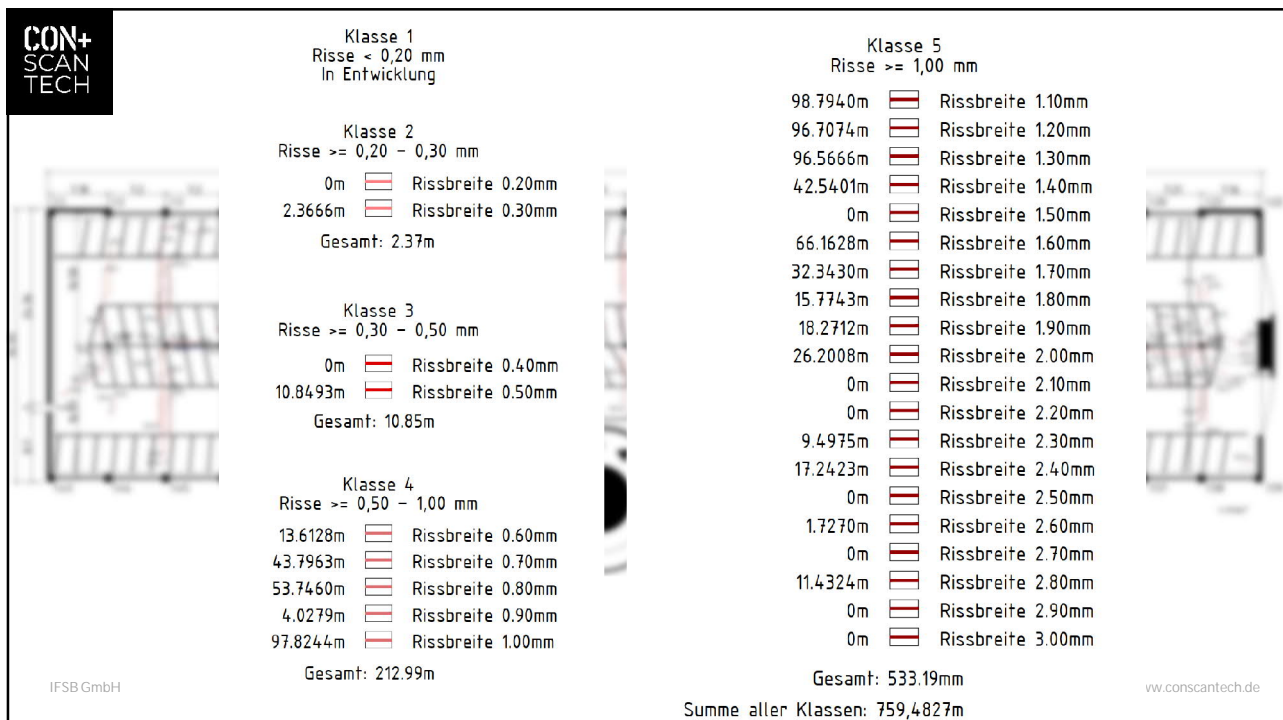 CON+
SCAN
TECH
Klasse 1
Risse < 0,20 mm
In Entwicklung
Klasse 2
Risse >= 0,20 - 0,30 mm
0m Rissbreite 0.20mm
2.3666m Rissbreite 0.30mm
Gesamt: 2.37m
Klasse 3
Risse >= 0,30 - 0,50 mm
0m Rissbreite 0.40mm
10.8493m Rissbreite 0.50mm
Gesamt: 10.85m
Klasse 4
Risse >= 0,50 - 1,00 mm
13.6128m Rissbreite 0.60mm
43.7963m Rissbreite 0.70mm
53.7460m Rissbreite 0.80mm
4.0279m Rissbreite 0.90mm
97.8244m Rissbreite 1.00mm
Gesamt: 212.99m
Klasse 5
Risse >= 1,00 mm
98.7940m Rissbreite 1.10mm
96.7074m Rissbreite 1.20mm
96.5666m Rissbreite 1.30mm
42.5401m Rissbreite 1.40mm
0m Rissbreite 1.50mm
66.1628m Rissbreite 1.60mm
32.3430m Rissbreite 1.70mm
15.7743m Rissbreite 1.80mm
18.2712m Rissbreite 1.90mm
26.2008m Rissbreite 2.00mm
0m Rissbreite 2.10mm
0m Rissbreite 2.20mm
9.4975m Rissbreite 2.30mm
17.2423m Rissbreite 2.40mm
0m Rissbreite 2.50mm
1.7270m Rissbreite 2.60mm
0m Rissbreite 2.70mm
11.4324m Rissbreite 2.80mm
0m Rissbreite 2.90mm
0m Rissbreite 3.00mm
Gesamt: 533.19mm
Summe aller Klassen: 759,4827m
IFSB GmbH
vw.conscantech.de